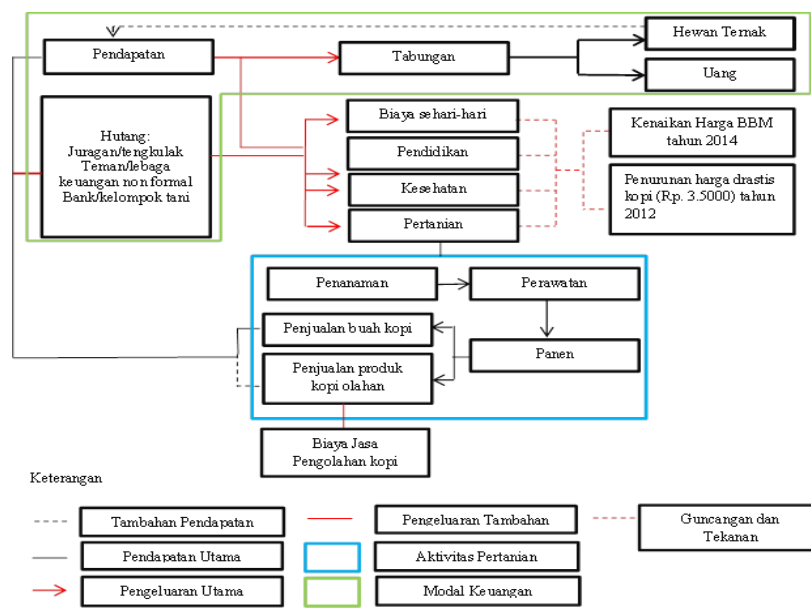 Pendapatan
Tabungan
Hewan Ternak
Uang
Hutang:
Juragan/tengkulak
Teman/lebaga
keuangan non formal
Bank/kelompok tani
Biaya sehari-hari
Pendidikan
Kesehatan
Pertanian
Kenaikan Harga BBM
tahun 2014
Penurunan harga drastis
kopi (Rp. 3.5000) tahun
2012
Penanaman
Perawatan
Penjualan buah kopi
Panen
Penjualan produk
kopi olahan
Biaya Jasa
Pengolahan kopi
Keterangan
Tambahan Pendapatan
Pengeluaran Tambahan
Guncangan dan
Tekanan
Pendapatan Utama
Aktivitas Pertanian
Pengeluaran Utama
Modal Keuangan